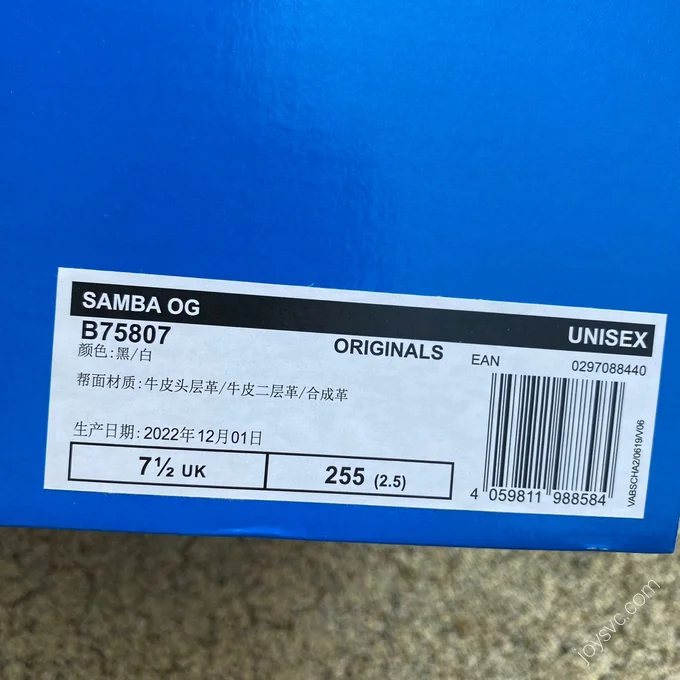 SAMBA OG
B75807
UNISEX
颜色:黑/白
ORIGINALS
EAN
0297088440
帮面材质:牛皮头层革/牛皮二层革/合成革
生产日期:2022年12月01日
7½ UK
255 (2.5)
4 059811 988584
VABSCHA2/0619/V06
joysvc.com